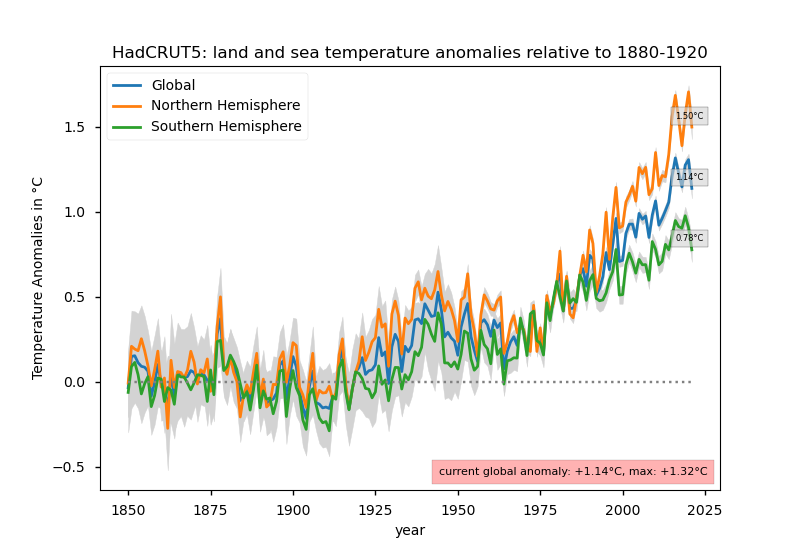 HadCRUT5: land and sea temperature anomalies relative to 1880-1920
Global
Northern Hemisphere
Southern Hemisphere
Temperature Anomalies in °C
1.5
1.0
0.5
0.0
−0.5
1.50°C
1.14°C
0.78°C
current global anomaly: +1.14°C, max: +1.32°C
1850 1875 1900 1925 1950 1975 2000 2025
year